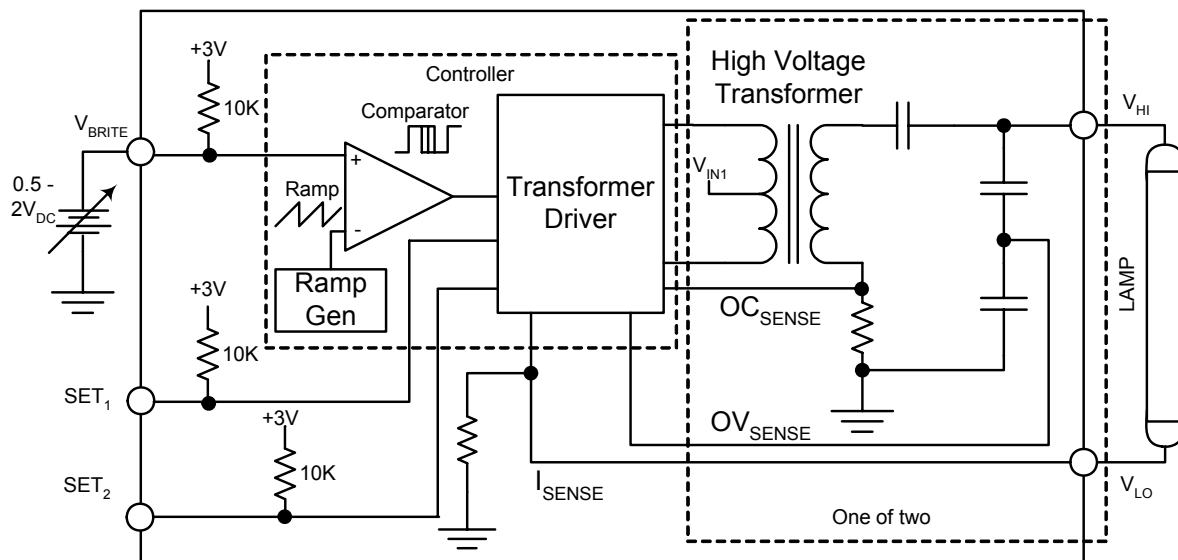 +3V
10K
V_BRITE
0.5 -
2V_DC
Controller
Comparator
+
Ramp
-
Ramp
Gen
Transformer
Driver
High Voltage
Transformer
V_IN1
V_HI
LAMP
OC_SENSE
+3V
10K
SET_1
+3V
10K
SET_2
OV_SENSE
I_SENSE
V_LO
One of two